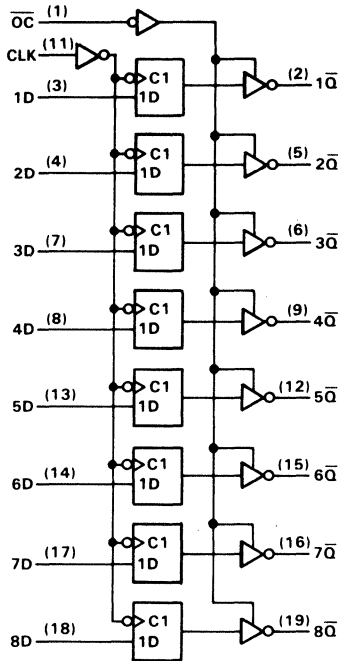 O̅C̅ (1)
CLK (11)
1D (3) C1 1D (2) 1Q̅
2D (4) C1 1D (5) 2Q̅
3D (7) C1 1D (6) 3Q̅
4D (8) C1 1D (9) 4Q̅
5D (13) C1 1D (12) 5Q̅
6D (14) C1 1D (15) 6Q̅
7D (17) C1 1D (16) 7Q̅
8D (18) C1 1D (19) 8Q̅